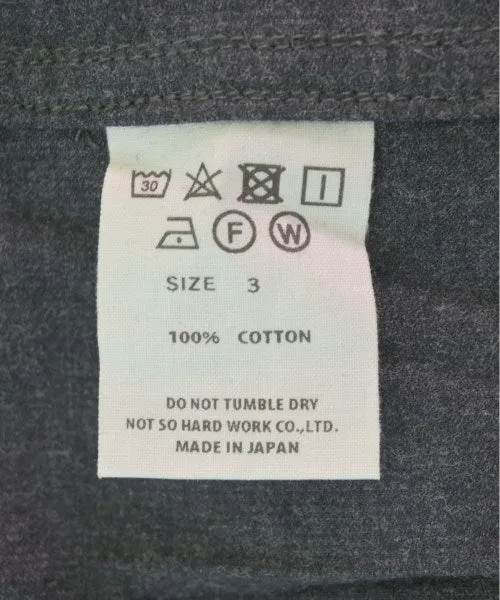 30
F W
SIZE 3
100% COTTON
DO NOT TUMBLE DRY
NOT SO HARD WORK CO.,LTD.
MADE IN JAPAN